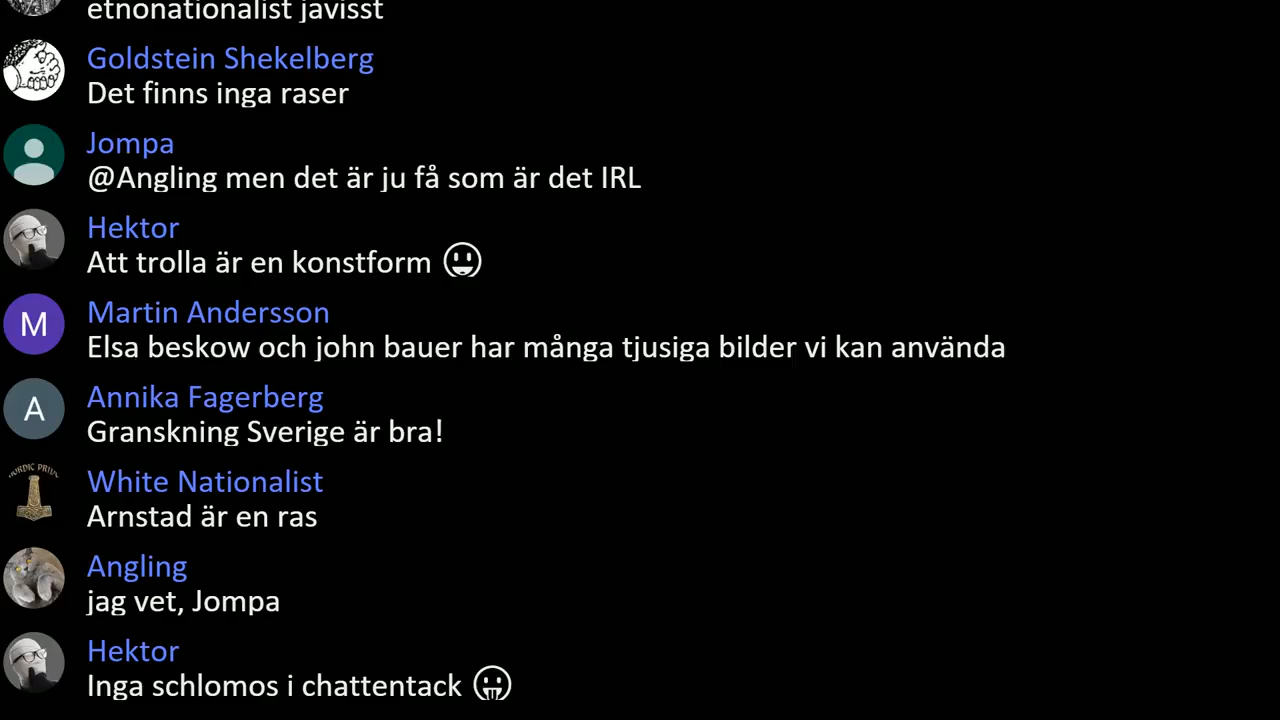 etnonationalist javisst
Goldstein Shekelberg
Det finns inga raser
Jompa
@Angling men det är ju få som är det IRL
Hektor
Att trolla är en konstform
Martin Andersson
M
Elsa beskow och john bauer har många tjusiga bilder vi kan använda
Annika Fagerberg
A
Granskning Sverige är bra!
White Nationalist
Arnstad är en ras
Angling
jag vet, Jompa
Hektor
Inga schlomos i chattentack